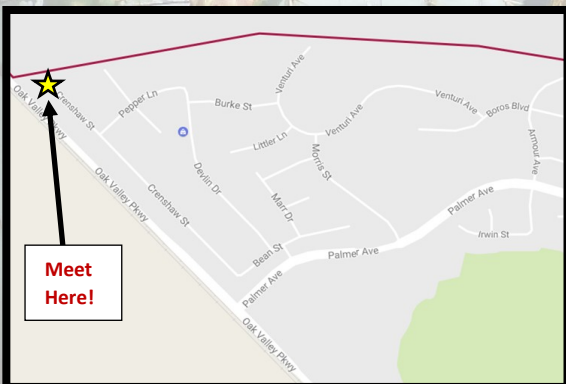 Venturi Ave
Oak Valley Pkwy
Crenshaw St
Pepper Ln
Burke St
Venturi Ave
Boros Blvd
Littler Ln
Venturi Ave
Armour Ave
Morris St
Devlin Dr
Oak Valley Pkwy
Crenshaw St
Marr Dr
Palmer Ave
Irwin St
Bean St
Palmer Ave
Palmer Ave
Oak Valley Pkwy
Meet
Here!